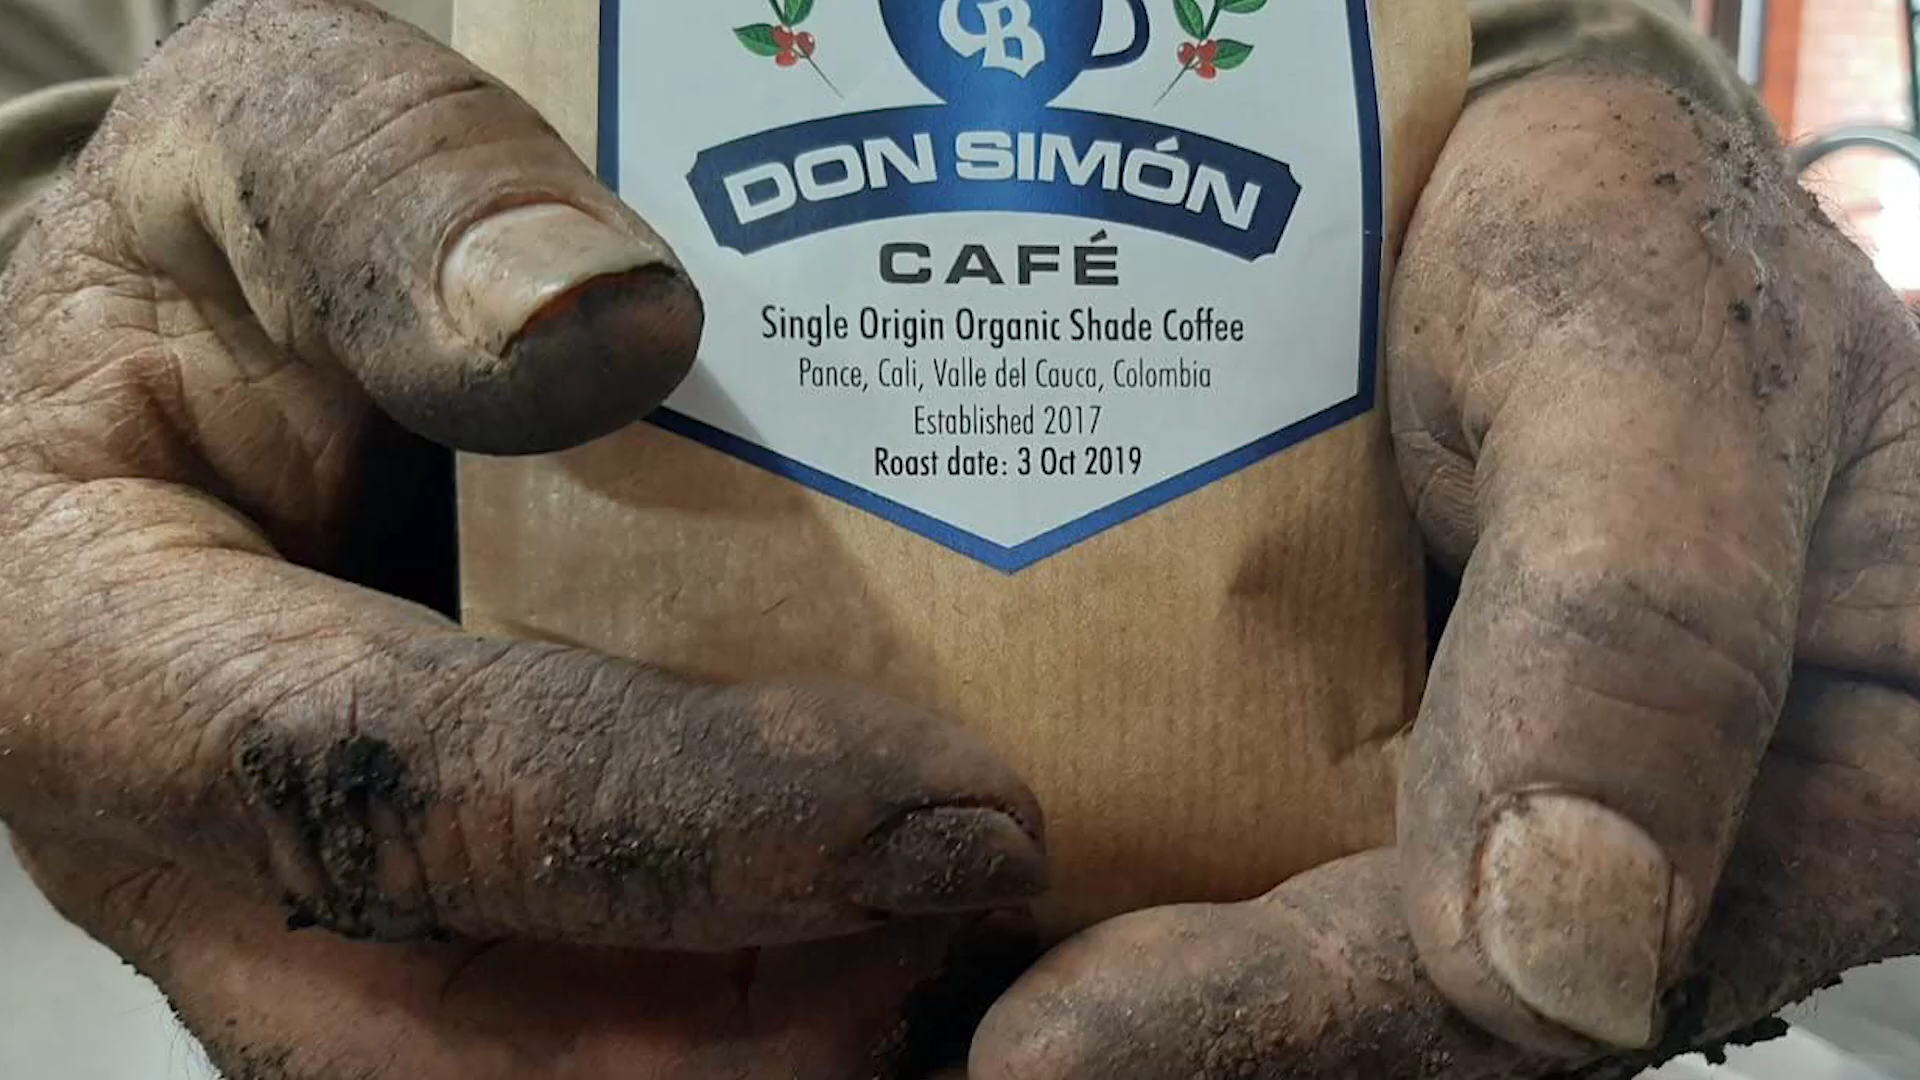 CB
DON SIMÓN
CAFÉ
Single Origin Organic Shade Coffee
Pance, Cali, Valle del Cauca, Colombia
Established 2017
Roast date: 3 Oct 2019